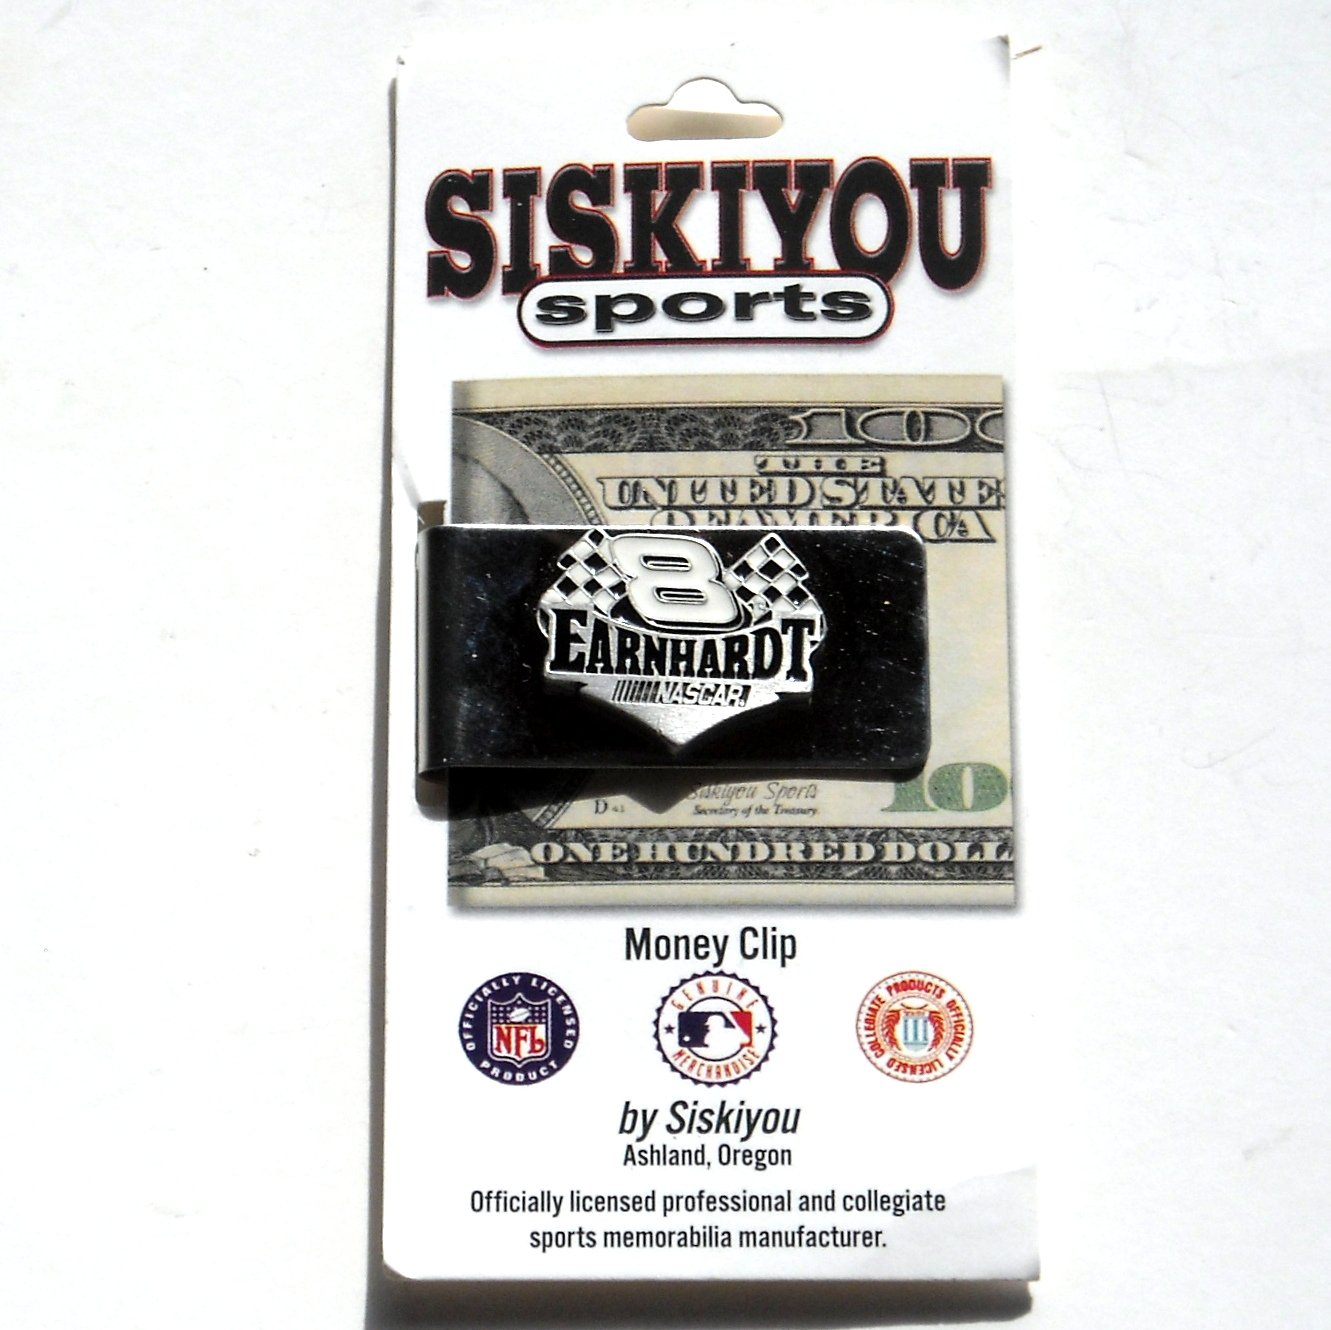 SISKIYOU
sports
100
THE
UNITED STATES
OF AMERICA
8
EARNHARDT
NASCAR
10
Siskiyou Sports
Secretary of the Treasury
D
ONE HUNDRED DOLL
Money Clip
OFFICIALLY LICENSED
NFL
PRODUCT
GENUINE
MERCHANDISE
COLLEGIATE PRODUCTS OFFICIALLY LICENSED
by Siskiyou
Ashland, Oregon
Officially licensed professional and collegiate
sports memorabilia manufacturer.